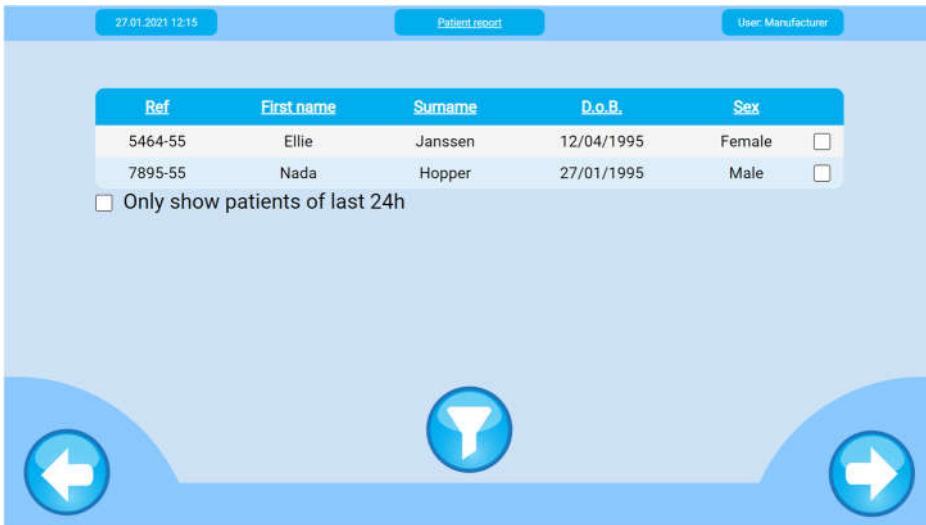 27.01.2021 12:15 Patient report User: Manufacturer
Ref First name Surname D.o.B. Sex
5464-55 Ellie Janssen 12/04/1995 Female
7895-55 Nada Hopper 27/01/1995 Male
Only show patients of last 24h